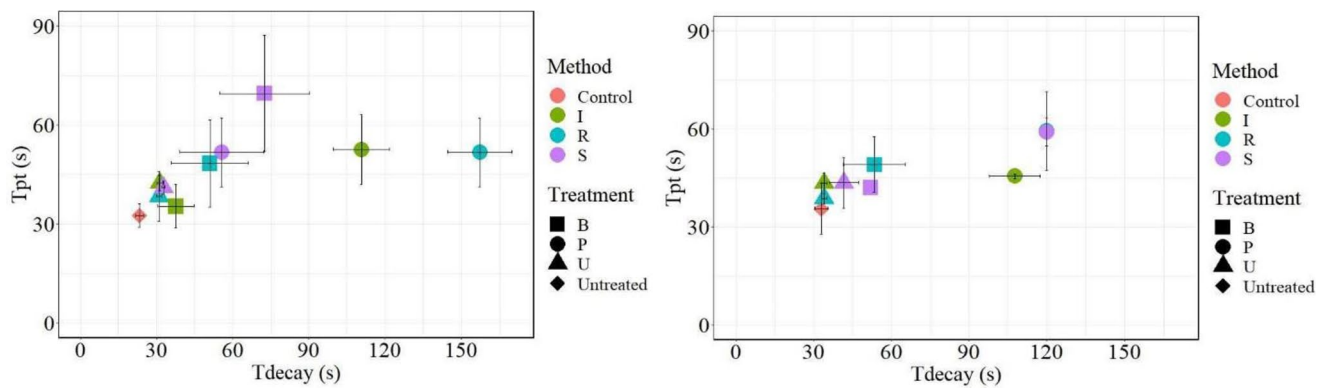 90
60
30
0
Tpt (s)
0 30 60 90 120 150
Tdecay (s)
Method
Control
I
R
S
Treatment
B
P
U
Untreated
90
60
30
0
Tpt (s)
0 30 60 90 120 150
Tdecay (s)
Method
Control
I
R
S
Treatment
B
P
U
Untreated